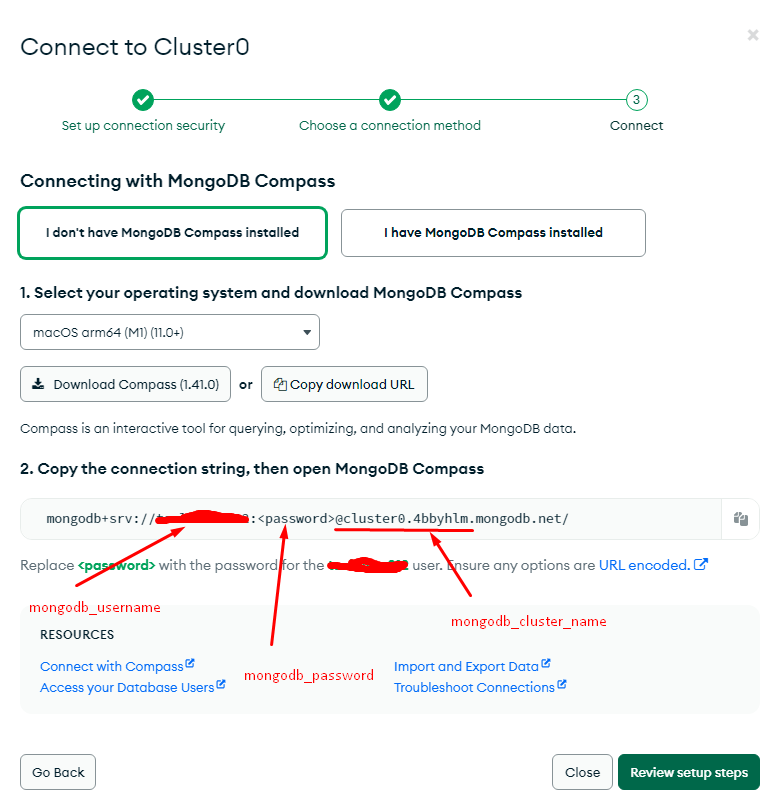 Connect to Cluster0
Set up connection security
Choose a connection method
3
Connect
Connecting with MongoDB Compass
I don't have MongoDB Compass installed
I have MongoDB Compass installed
1. Select your operating system and download MongoDB Compass
macOS arm64 (M1) (11.0+)
Download Compass (1.41.0) or Copy download URL
Compass is an interactive tool for querying, optimizing, and analyzing your MongoDB data.
2. Copy the connection string, then open MongoDB Compass
mongodb+srv:// :<password>@cluster0.4bbyhlm.mongodb.net/
Replace <password> with the password for the user. Ensure any options are URL encoded.
mongodb_username
mongodb_cluster_name
RESOURCES
Connect with Compass
mongodb_password
Import and Export Data
Access your Database Users
Troubleshoot Connections
Go Back
Close
Review setup steps